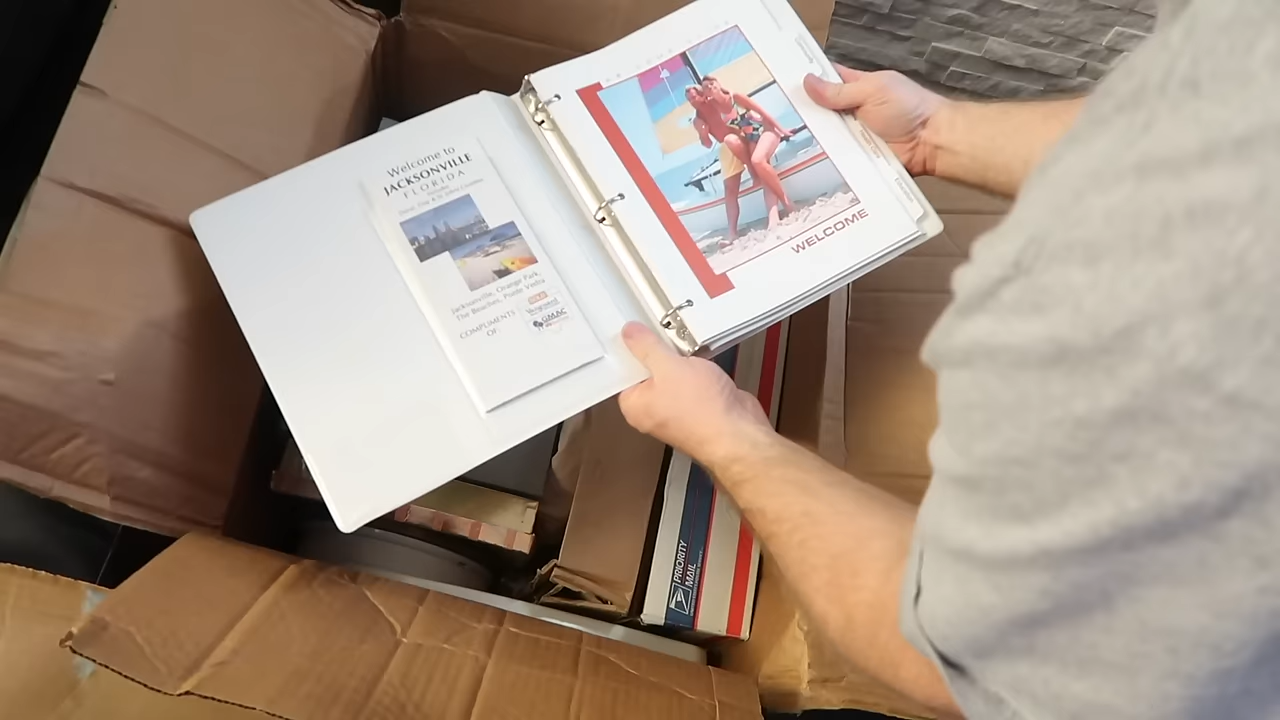 Welcome to
JACKSONVILLE
FLORIDA
Jacksonville, Orange Park,
The Beaches, Ponte Vedra
COMPLIMENTS
OF:
GMAC
WELCOME
PRIORITY
MAIL